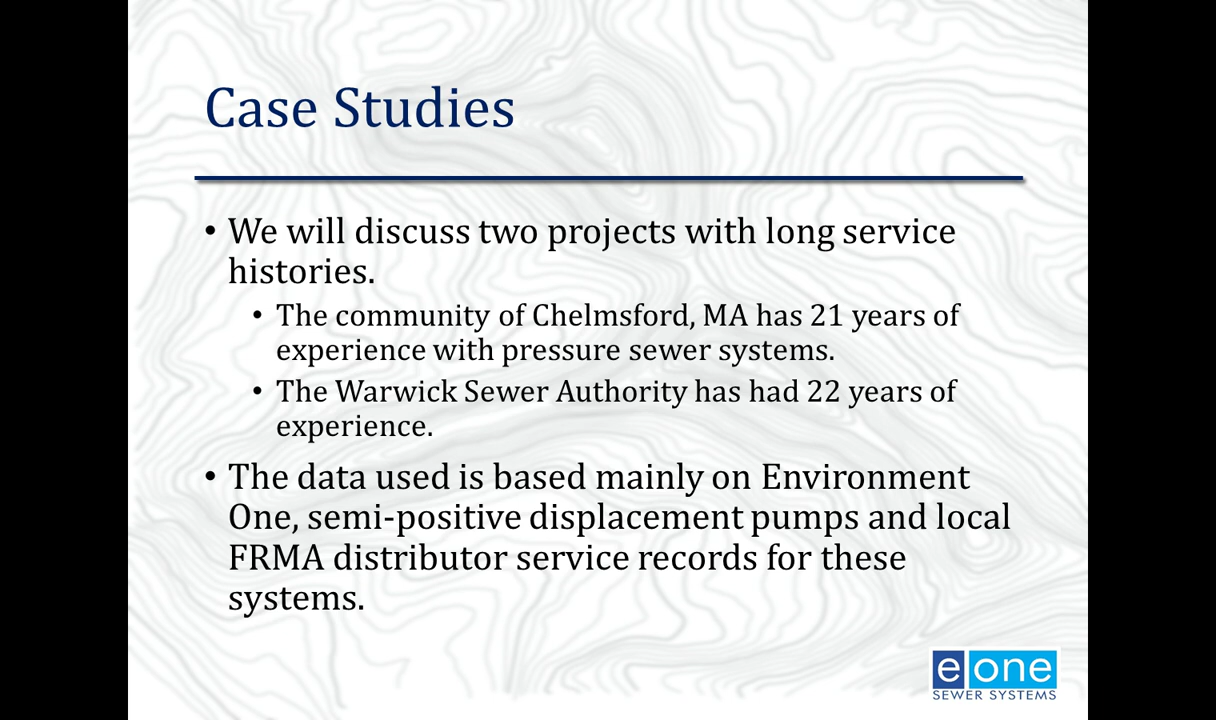 Case Studies
• We will discuss two projects with long service
histories.
• The community of Chelmsford, MA has 21 years of
experience with pressure sewer systems.
• The Warwick Sewer Authority has had 22 years of
experience.
• The data used is based mainly on Environment
One, semi-positive displacement pumps and local
FRMA distributor service records for these
systems.
e one
SEWER SYSTEMS